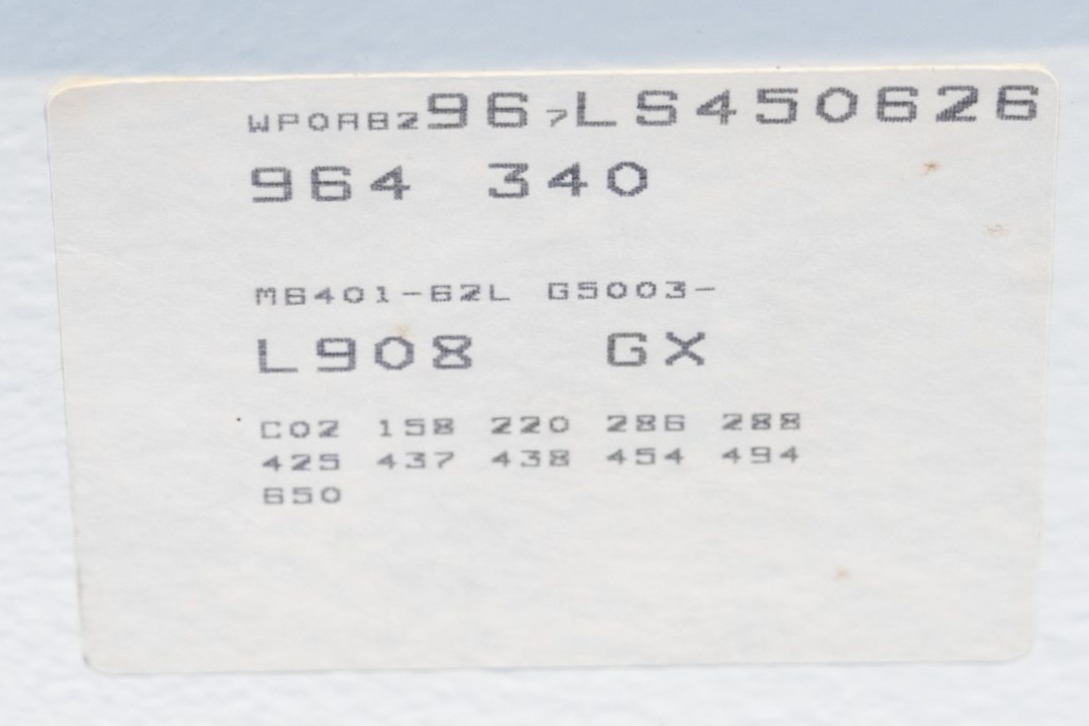 WP0AB2967LS450626
964 340
M6401-62L G5003-
L908 GX
C02 158 220 286 288
425 437 438 454 494
650